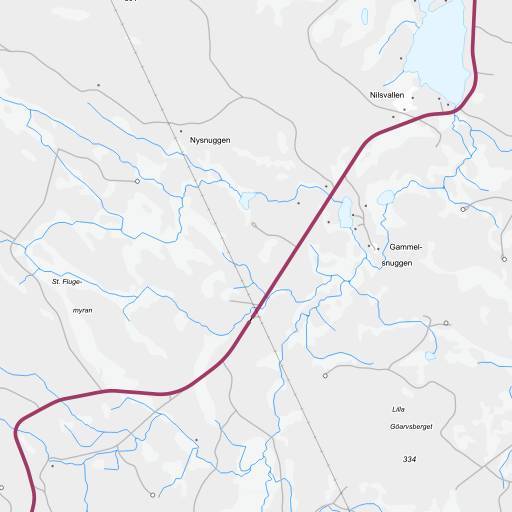 Nilsvallen
Nysnuggen
Gammel-
snuggen
St. Fluge-
myran
Lilla
Göarvsberget
334